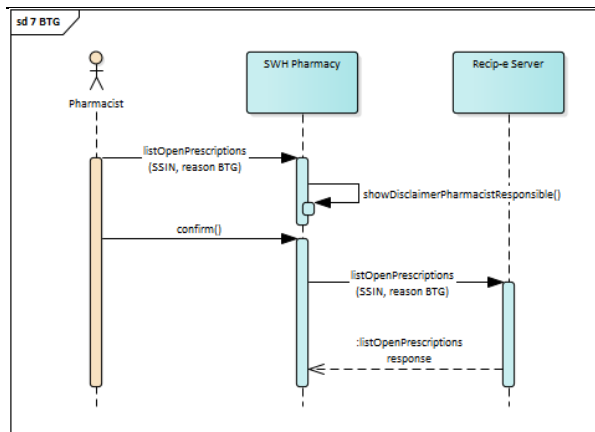 sd 7 BTG
SWH Pharmacy
Recip-e Server
Pharmacist
listOpenPrescriptions
(SSIN, reason BTG)
showDisclaimerPharmacistResponsible()
confirm()
listOpenPrescriptions
(SSIN, reason BTG)
:listOpenPrescriptions
response